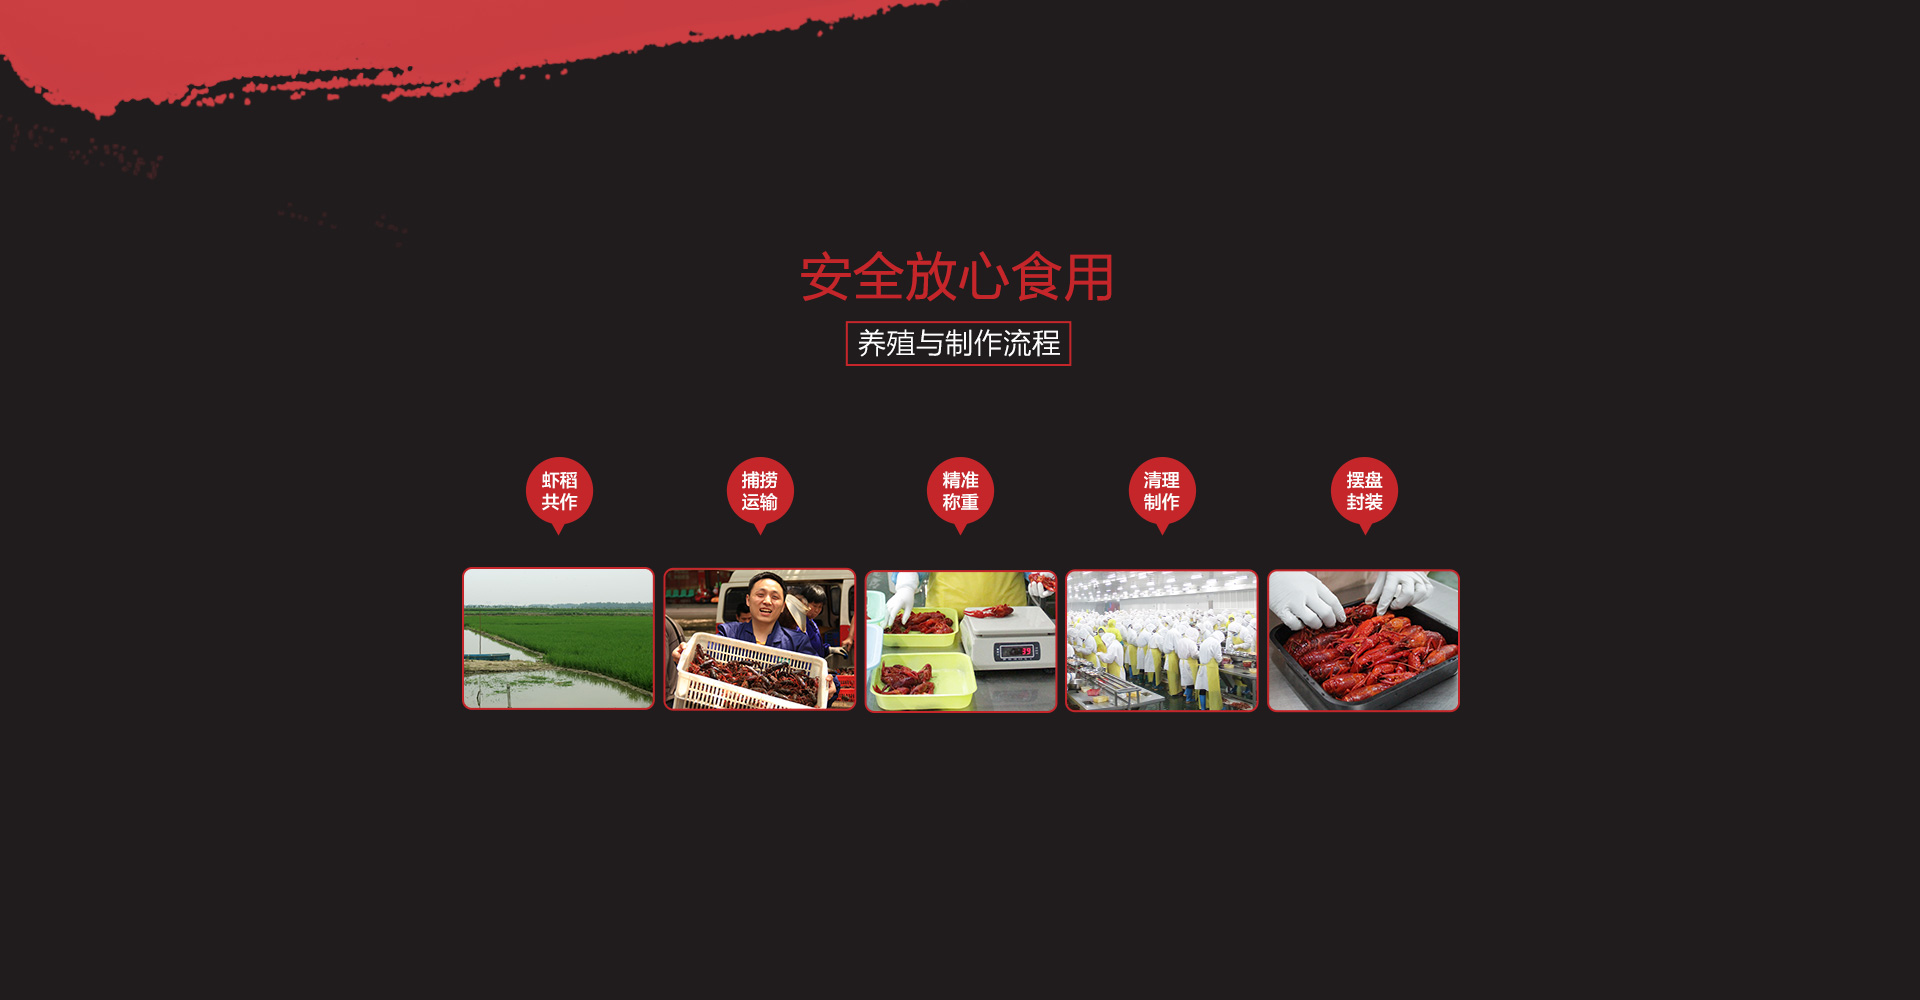 安全放心食用
养殖与制作流程
虾稻
共作
捕捞
运输
精准
称重
清理
制作
摆盘
封装
39